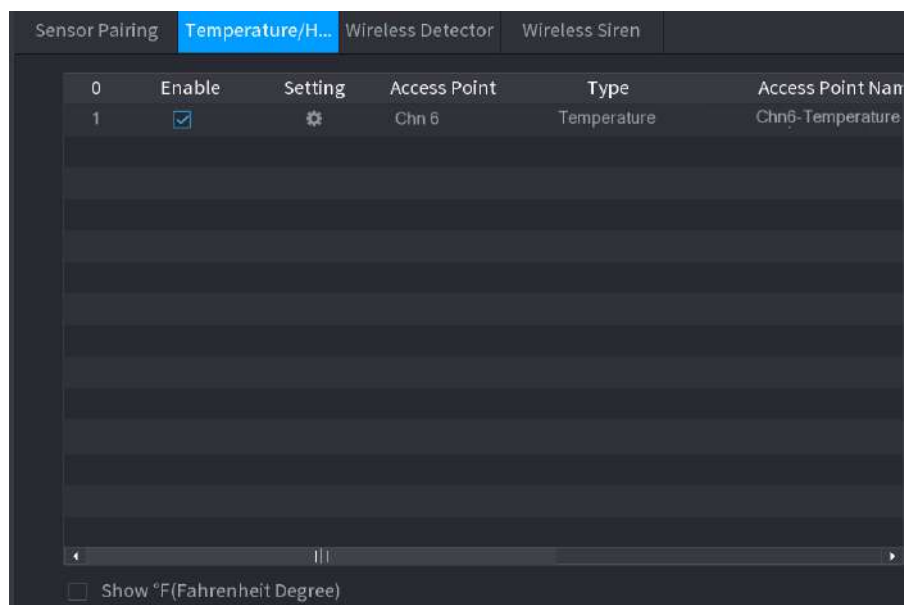 Sensor Pairing Temperature/H... Wireless Detector Wireless Siren
0 Enable Setting Access Point Type Access Point Nam
1 Chn 6 Temperature Chn6-Temperature
Show °F(Fahrenheit Degree)